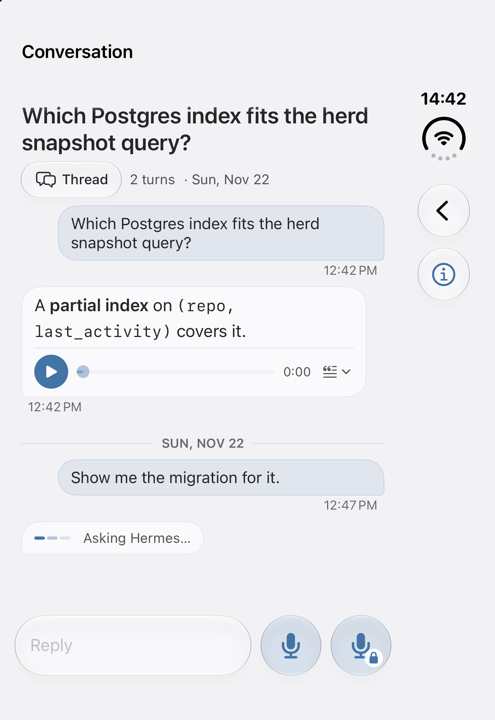 Conversation
14:42
Which Postgres index fits the herd
snapshot query?
Thread 2 turns · Sun, Nov 22
Which Postgres index fits the herd
snapshot query?
12:42 PM
A partial index on (repo,
last_activity) covers it.
0:00
12:42 PM
SUN, NOV 22
Show me the migration for it.
12:47 PM
Asking Hermes...
Reply